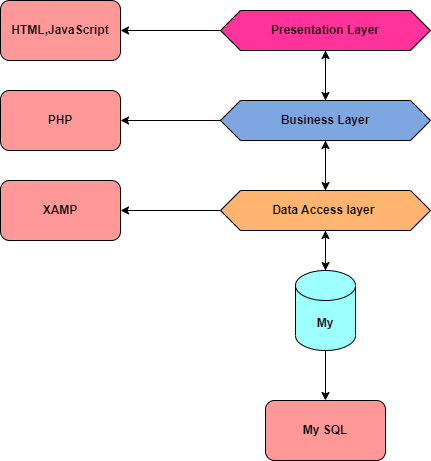 HTML,JavaScript
Presentation Layer
PHP
Business Layer
XAMP
Data Access layer
My
My SQL